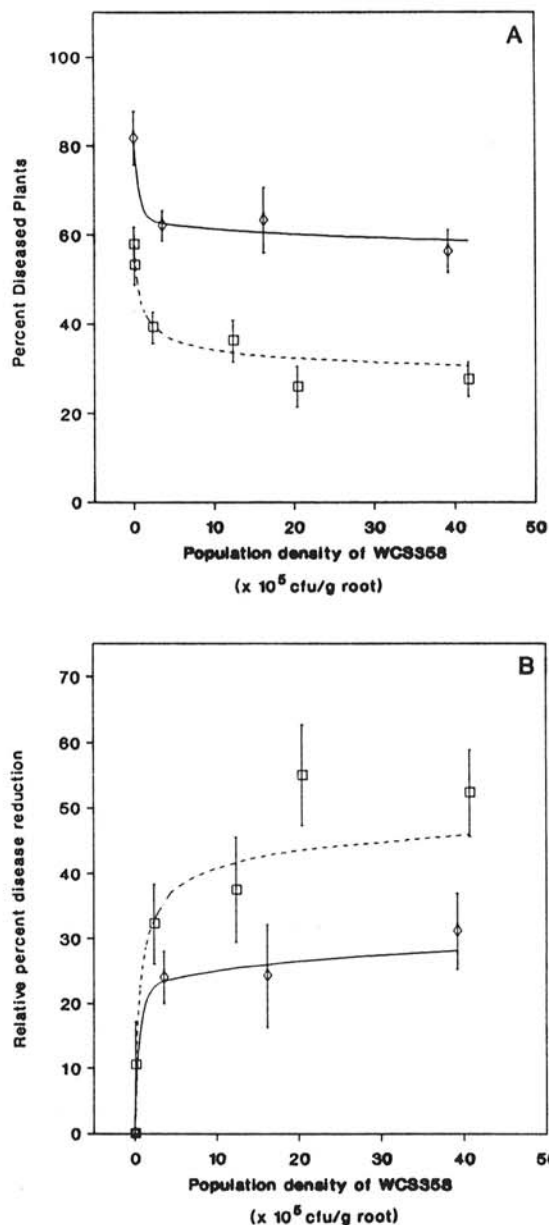 A
100
80
60
40
20
0
Percent Diseased Plants
0 10 20 30 40 50
Population density of WCS358
(x 10⁵ cfu/g root)
B
70
60
50
40
30
20
10
0
Relative percent disease reduction
0 10 20 30 40 50
Population density of WCS358
(x 10⁵ cfu/g root)